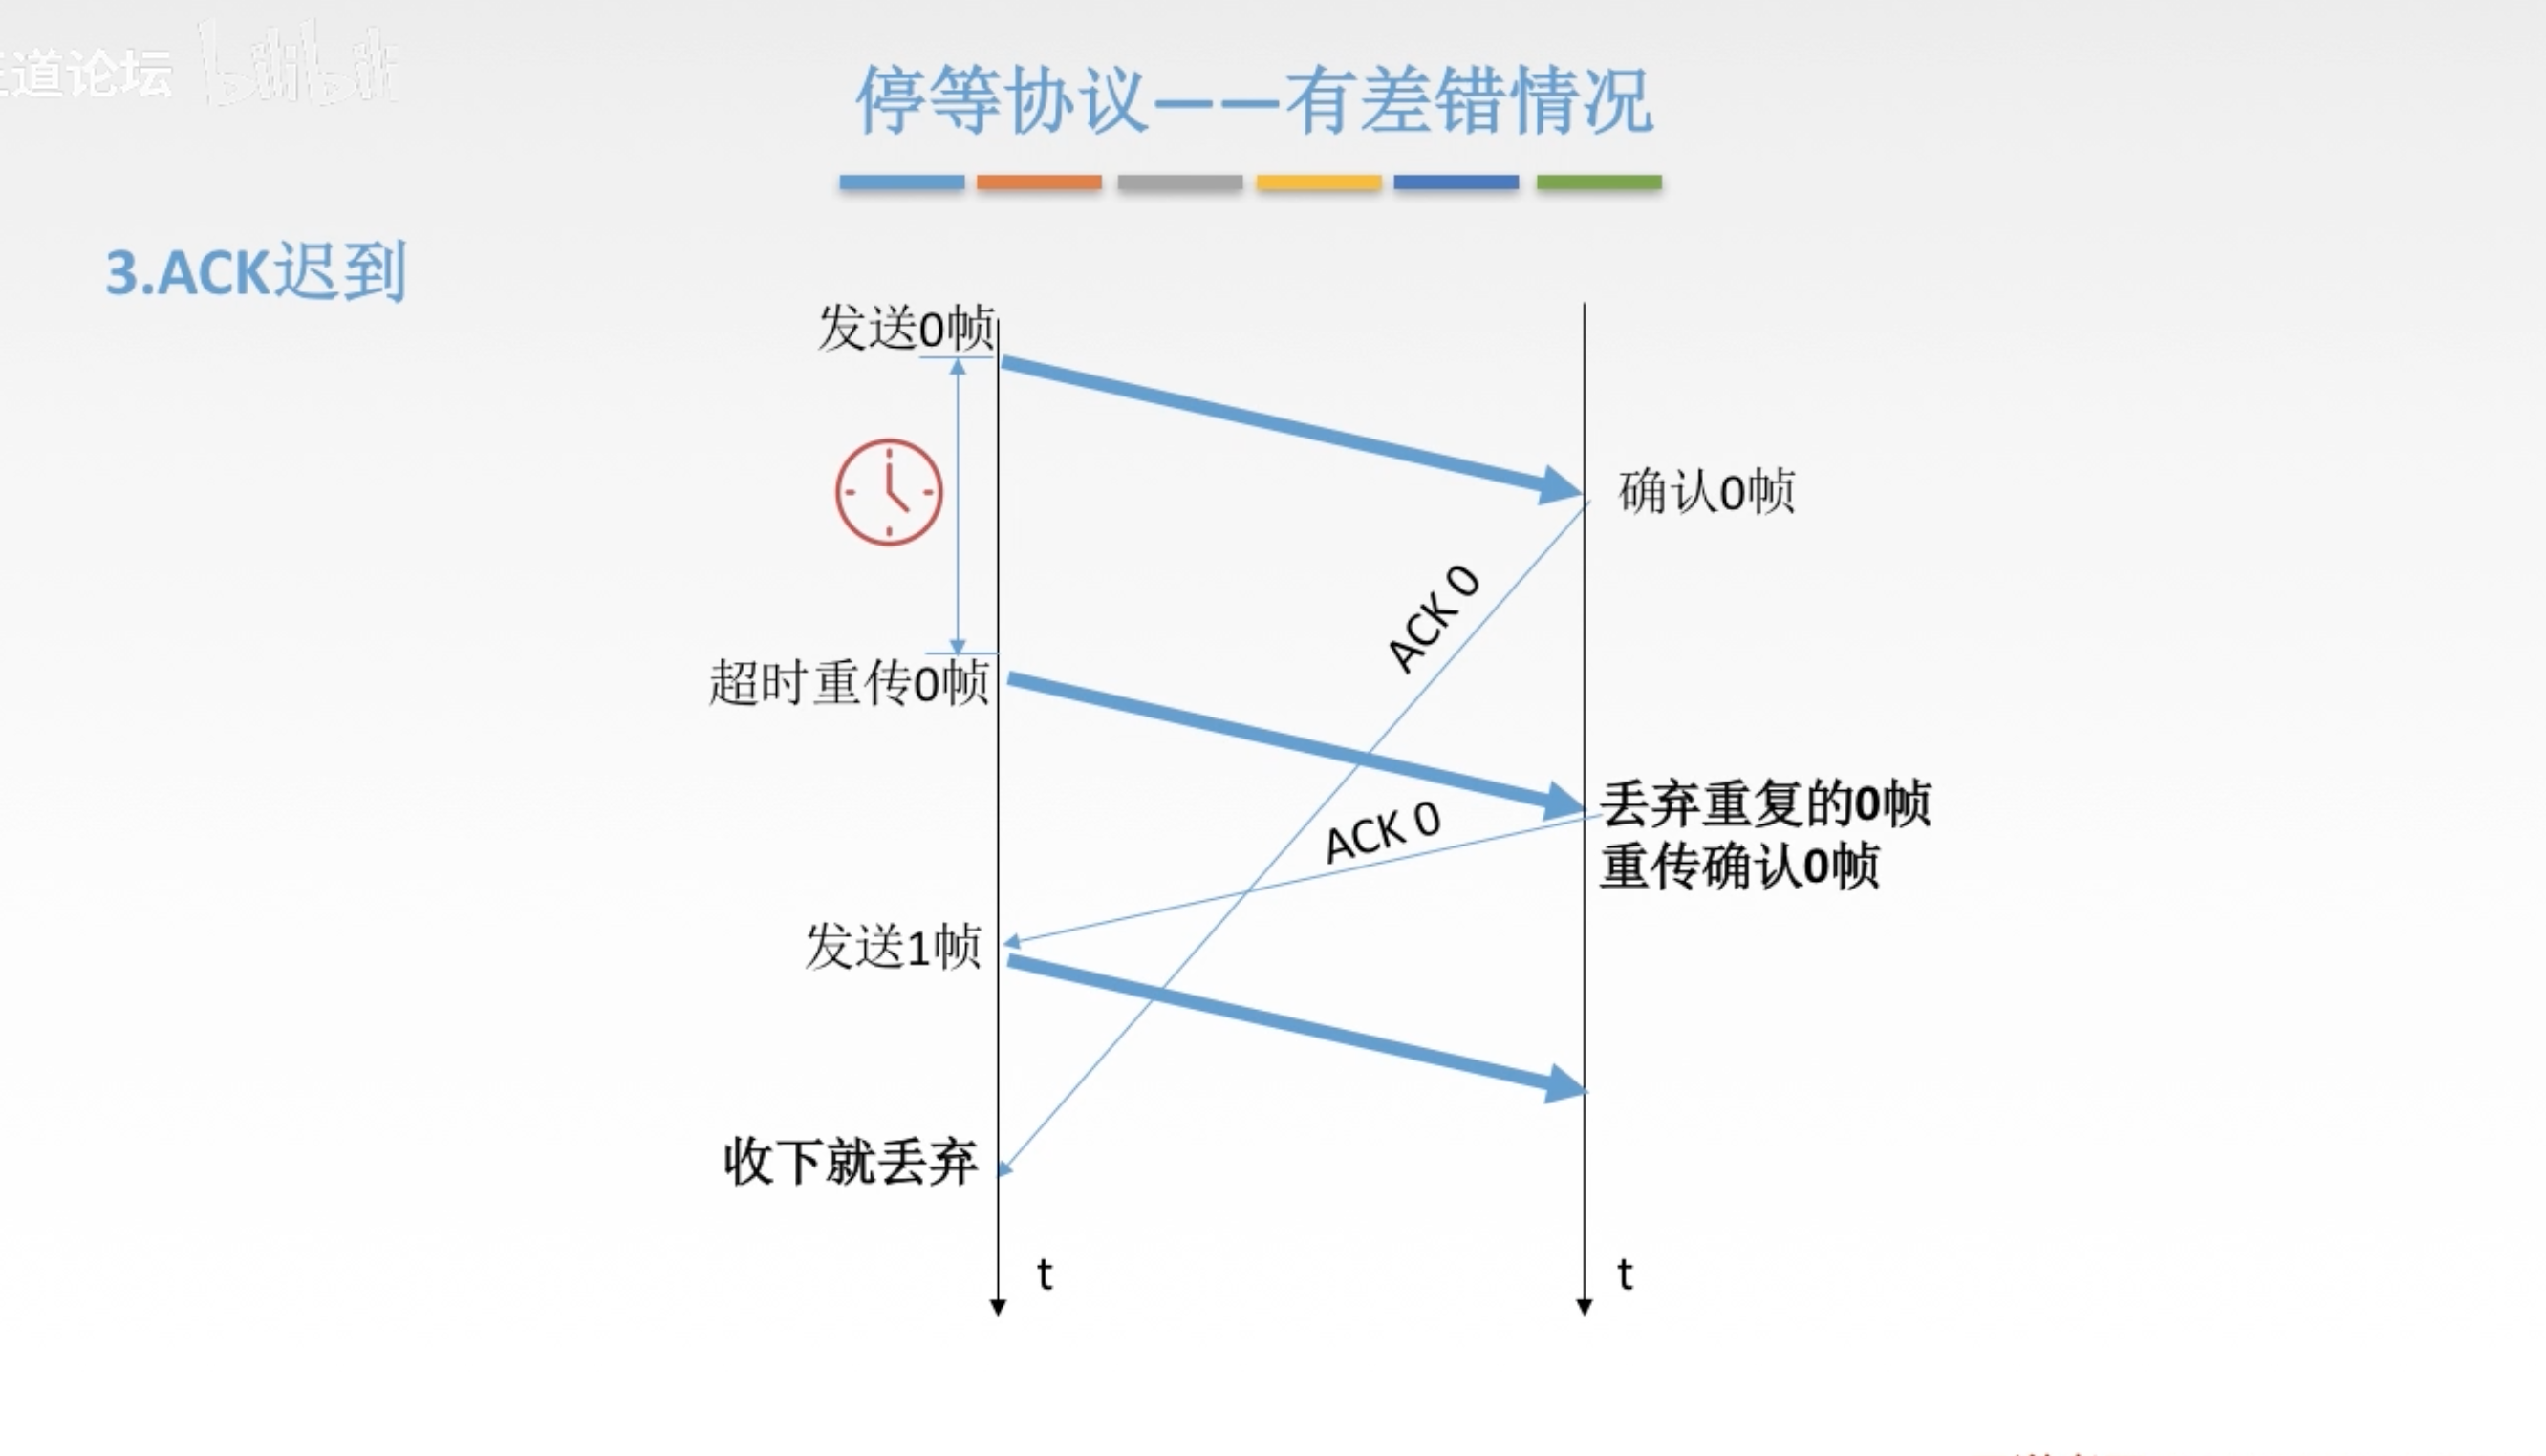 道论坛 bilibili
停等协议——有差错情况
3.ACK迟到
发送0帧
确认0帧
ACK 0
超时重传0帧
丢弃重复的0帧
ACK 0
重传确认0帧
发送1帧
收下就丢弃
t
t